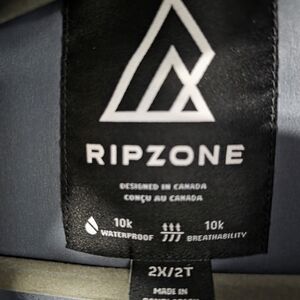 RIPZONE
DESIGNED IN CANADA
CONÇU AU CANADA
10k WATERPROOF
10k BREATHABILITY
2X/2T
MADE IN